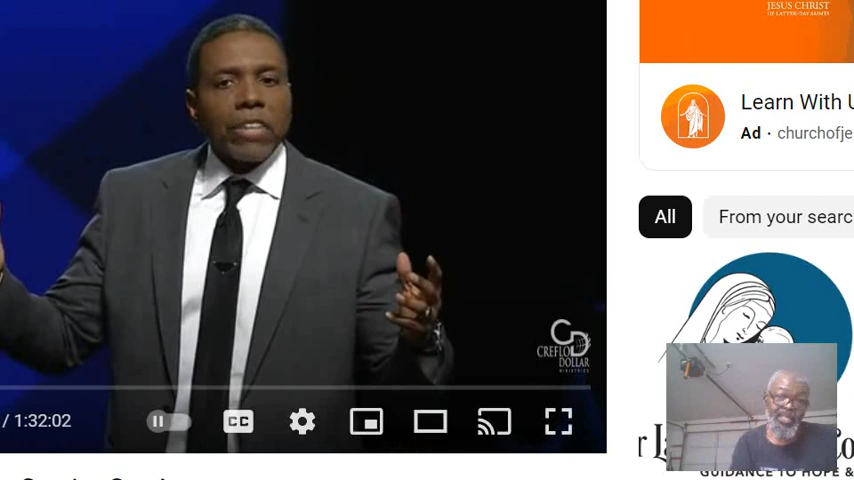 JESUS CHRIST
OF LATTER-DAY SAINTS
Learn With U
Ad · churchofje
All
From your searc
CREFLO
DOLLAR
MINISTRIES
/ 1:32:02
CC
GUIDANCE TO HOPE &